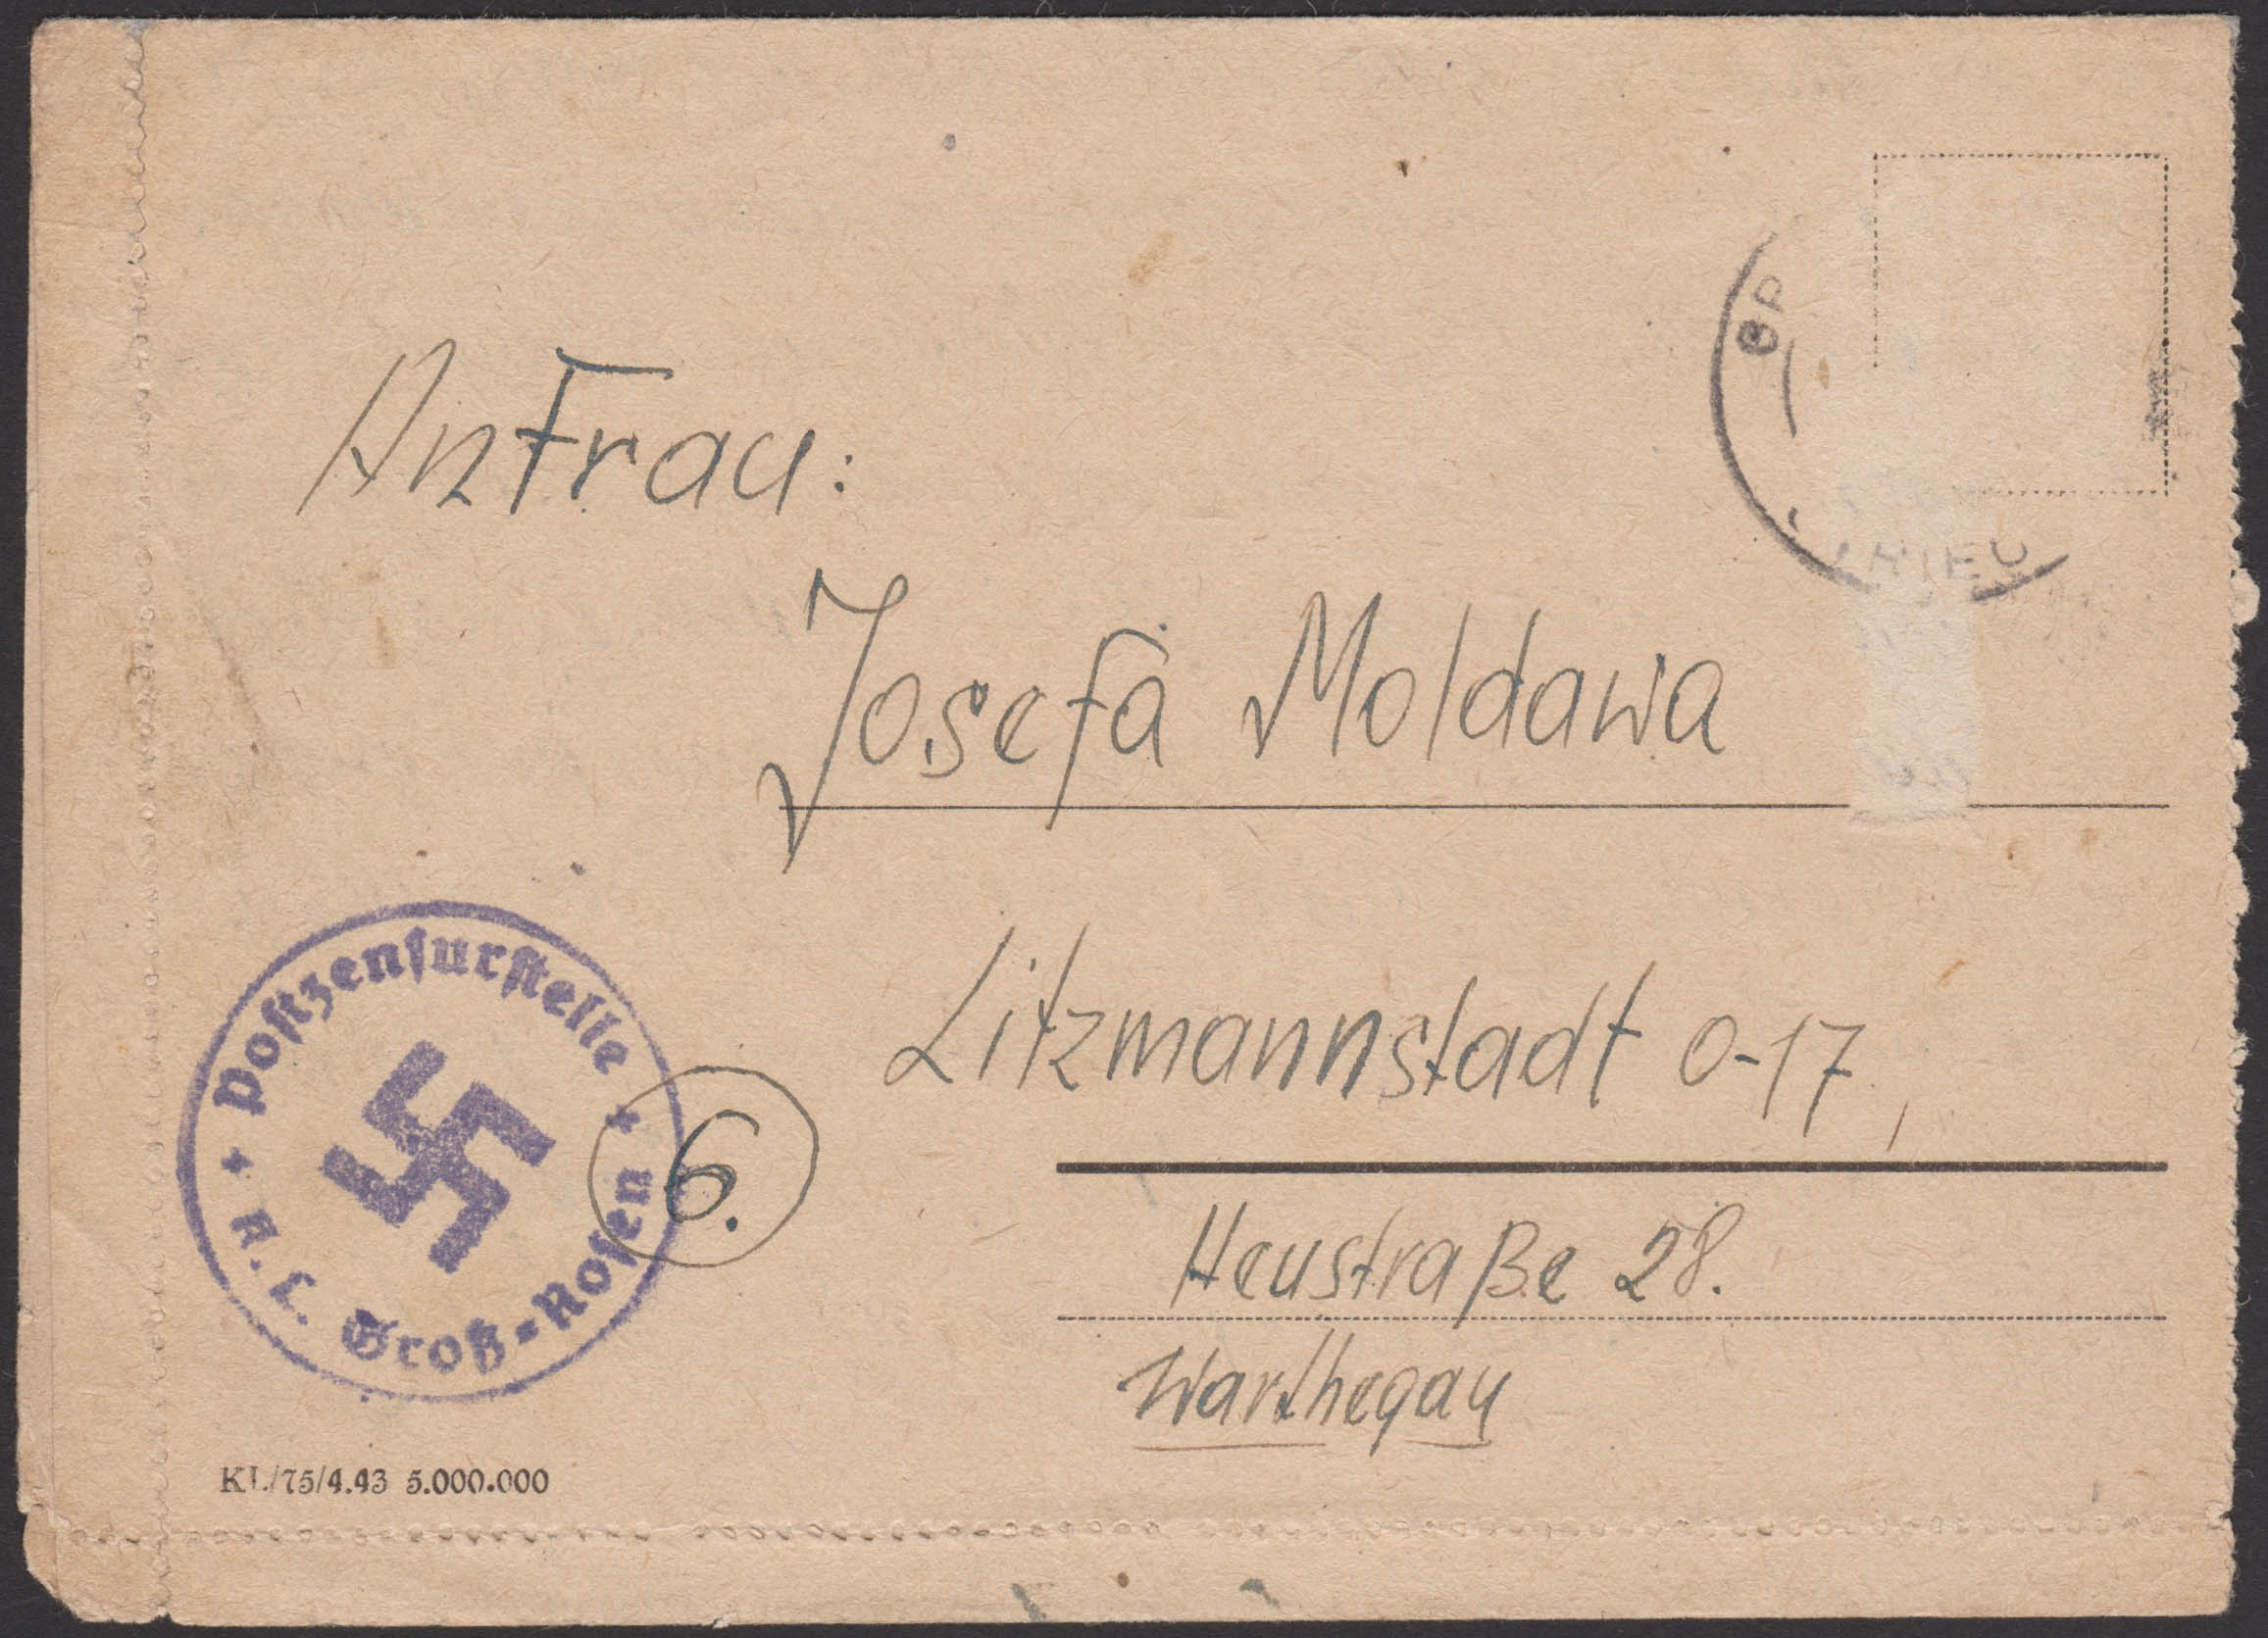 An Frau:
Josefa Moldawa
Litzmannstadt O-17,
Heustraße 28.
Warthegau
+ Postzensurstelle +
K.L. Groß-Rosen
6.
KL/75/4.43 5.000.000